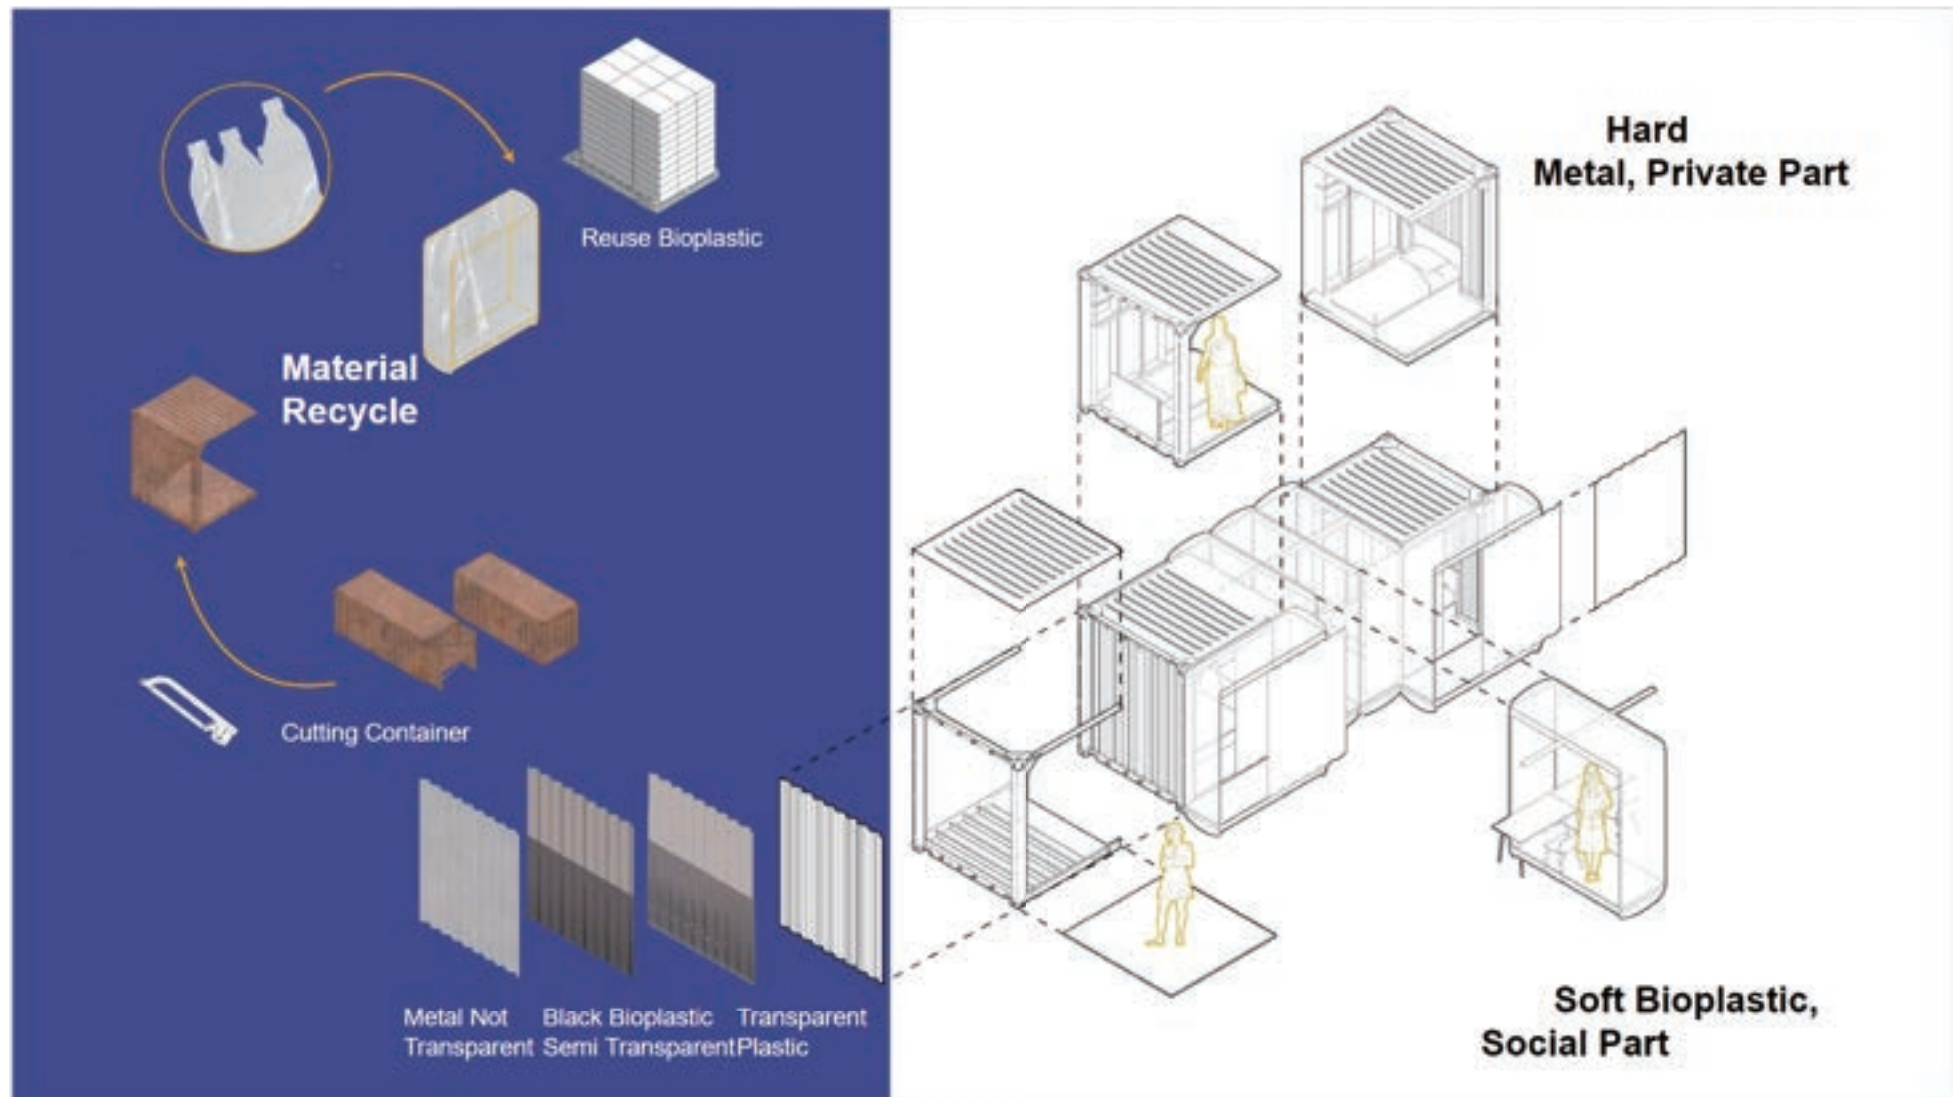 Reuse Bioplastic
Material
Recycle
Cutting Container
Metal Not
Transparent
Black Bioplastic
Semi Transparent
Transparent
Plastic
Hard
Metal, Private Part
Soft Bioplastic,
Social Part